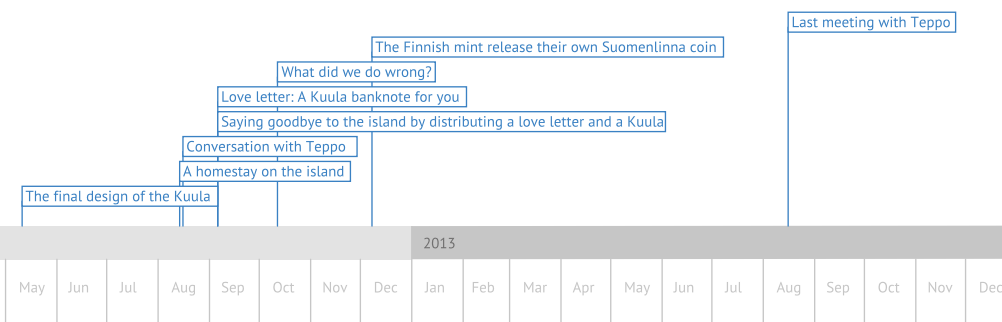 Last meeting with Teppo
The Finnish mint release their own Suomenlinna coin
What did we do wrong?
Love letter: A Kuula banknote for you
Saying goodbye to the island by distributing a love letter and a Kuula
Conversation with Teppo
A homestay on the island
The final design of the Kuula
2013
May Jun Jul Aug Sep Oct Nov Dec Jan Feb Mar Apr May Jun Jul Aug Sep Oct Nov Dec